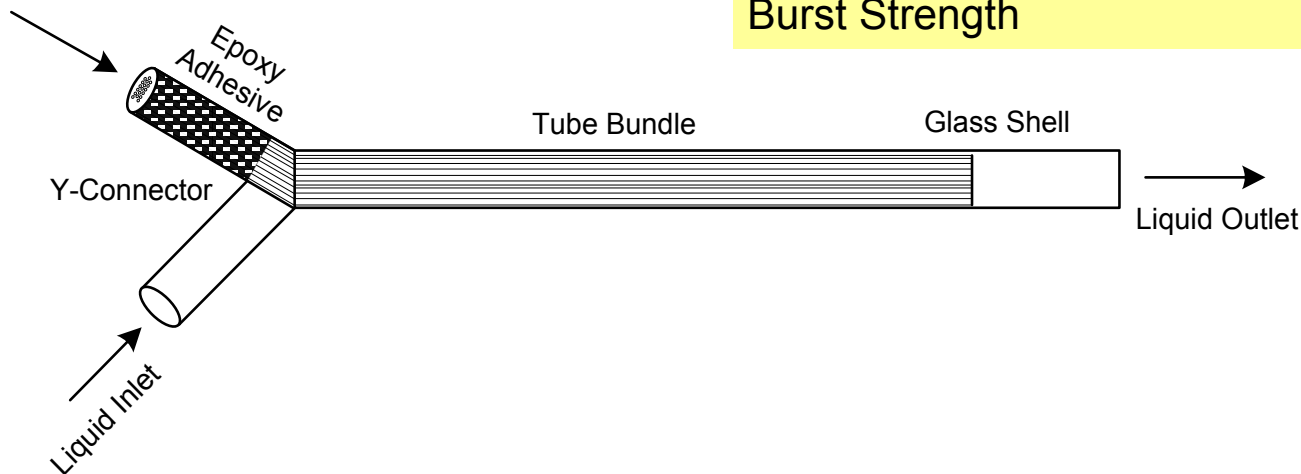 Burst Strength
Epoxy
Adhesive
Tube Bundle
Glass Shell
Y-Connector
Liquid Outlet
Liquid Inlet